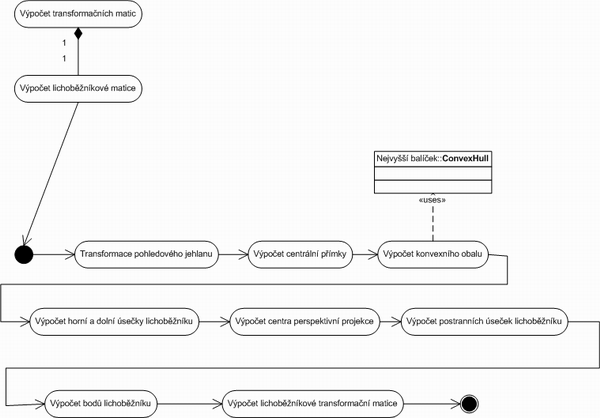 Výpočet transformačních matic
1
1
Výpočet lichoběžníkové matice
Nejvyšší balíček::ConvexHull
«uses»
Transformace pohledového jehlanu
Výpočet centrální přímky
Výpočet konvexního obalu
Výpočet horní a dolní úsečky lichoběžníku
Výpočet centra perspektivní projekce
Výpočet postranních úseček lichoběžníku
Výpočet bodů lichoběžníku
Výpočet lichoběžníkové transformační matice